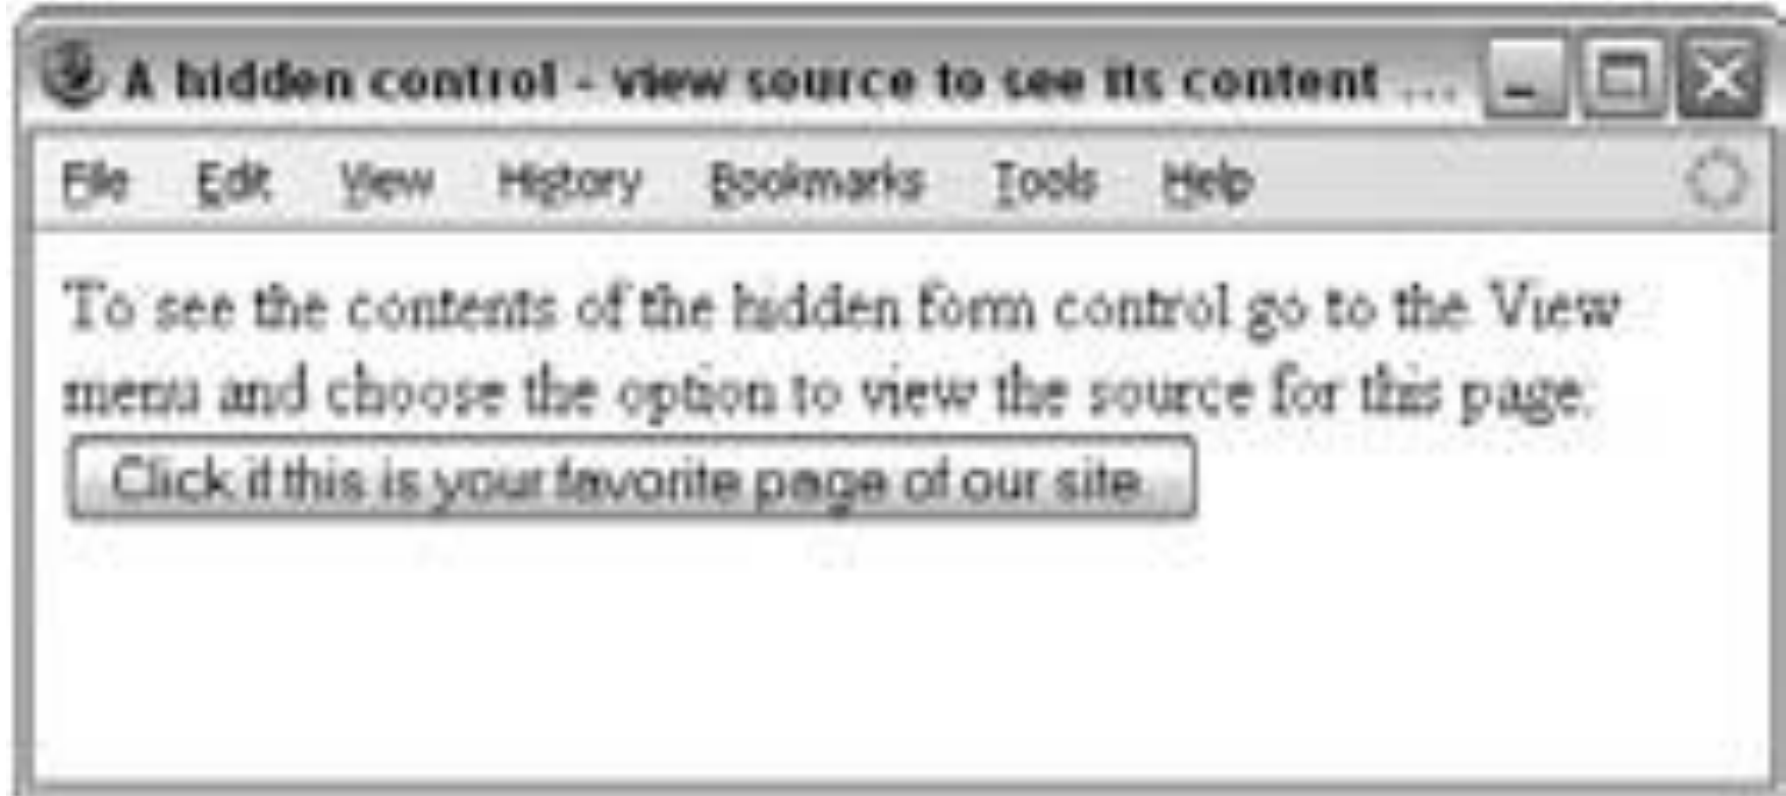 A hidden control - view source to see its content ...
File Edit View History Bookmarks Tools Help
To see the contents of the hidden form control go to the View
menu and choose the option to view the source for this page.
Click if this is your favorite page of our site.